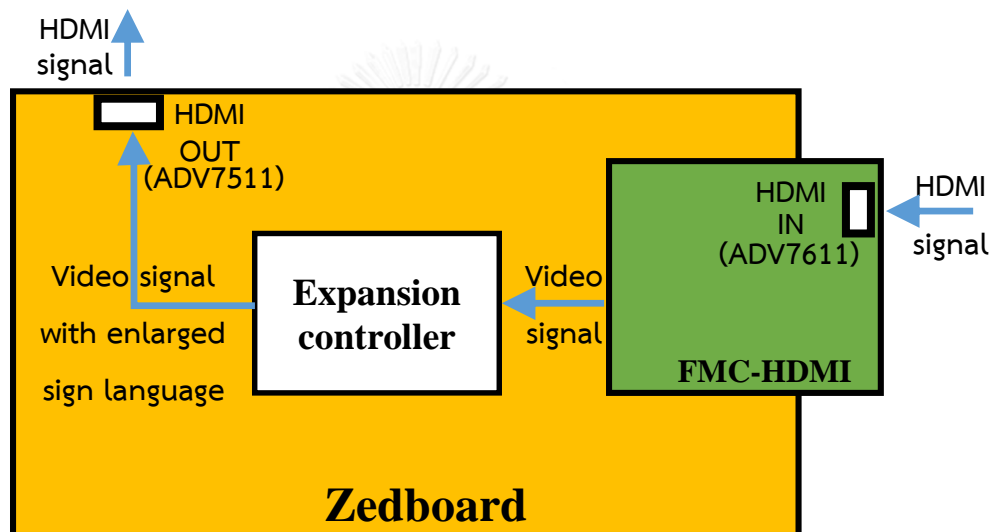 HDMI
signal
HDMI
OUT
(ADV7511)
HDMI
IN
(ADV7611)
HDMI
signal
Video signal
with enlarged
sign language
Expansion
controller
Video
signal
FMC-HDMI
Zedboard